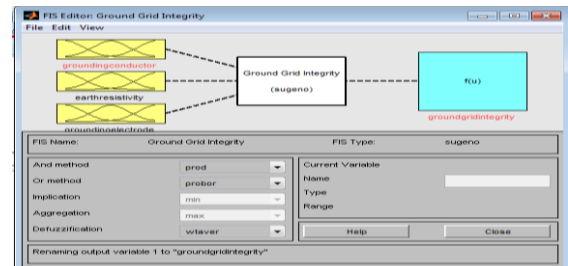 FIS Editor: Ground Grid Integrity
File Edit View
groundingconductor
earthresistivity
groundingelectrode
Ground Grid Integrity
(sugeno)
f(u)
groundgridintegrity
FIS Name: Ground Grid Integrity FIS Type: sugeno
And method prod
Or method probor
Implication min
Aggregation max
Defuzzification wtaver
Current Variable
Name
Type
Range
Help Close
Renaming output variable 1 to "groundgridintegrity"